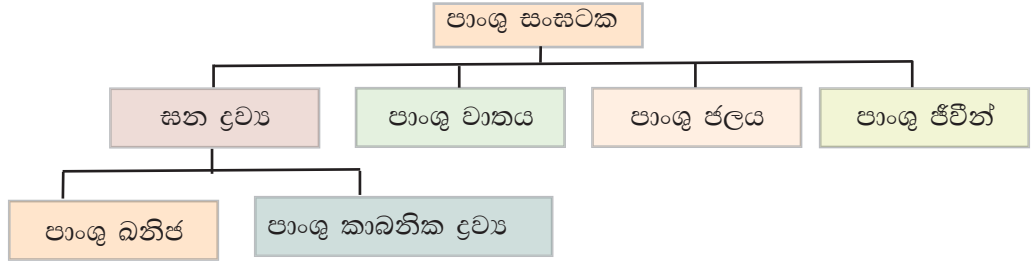 පාංශු සංඝටක
ඝන ද්‍රව්‍ය
පාංශු වාතය
පාංශු ජලය
පාංශු ජීවීන්
පාංශු ඛනිජ
පාංශු කාබනික ද්‍රව්‍ය